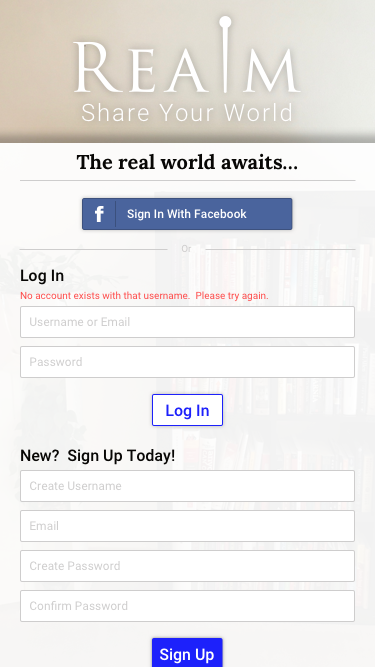 REALM
Share Your World
The real world awaits...
f Sign In With Facebook
Or
Log In
No account exists with that username. Please try again.
Username or Email
Password
Log In
New? Sign Up Today!
Create Username
Email
Create Password
Confirm Password
Sign Up